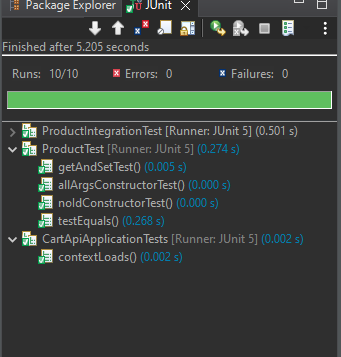 Package Explorer JUnit
Finished after 5.205 seconds
Runs: 10/10 Errors: 0 Failures: 0
ProductIntegrationTest [Runner: JUnit 5] (0.501 s)
ProductTest [Runner: JUnit 5] (0.274 s)
getAndSetTest() (0.005 s)
allArgsConstructorTest() (0.000 s)
noIdConstructorTest() (0.000 s)
testEquals() (0.268 s)
CartApiApplicationTests [Runner: JUnit 5] (0.002 s)
contextLoads() (0.002 s)